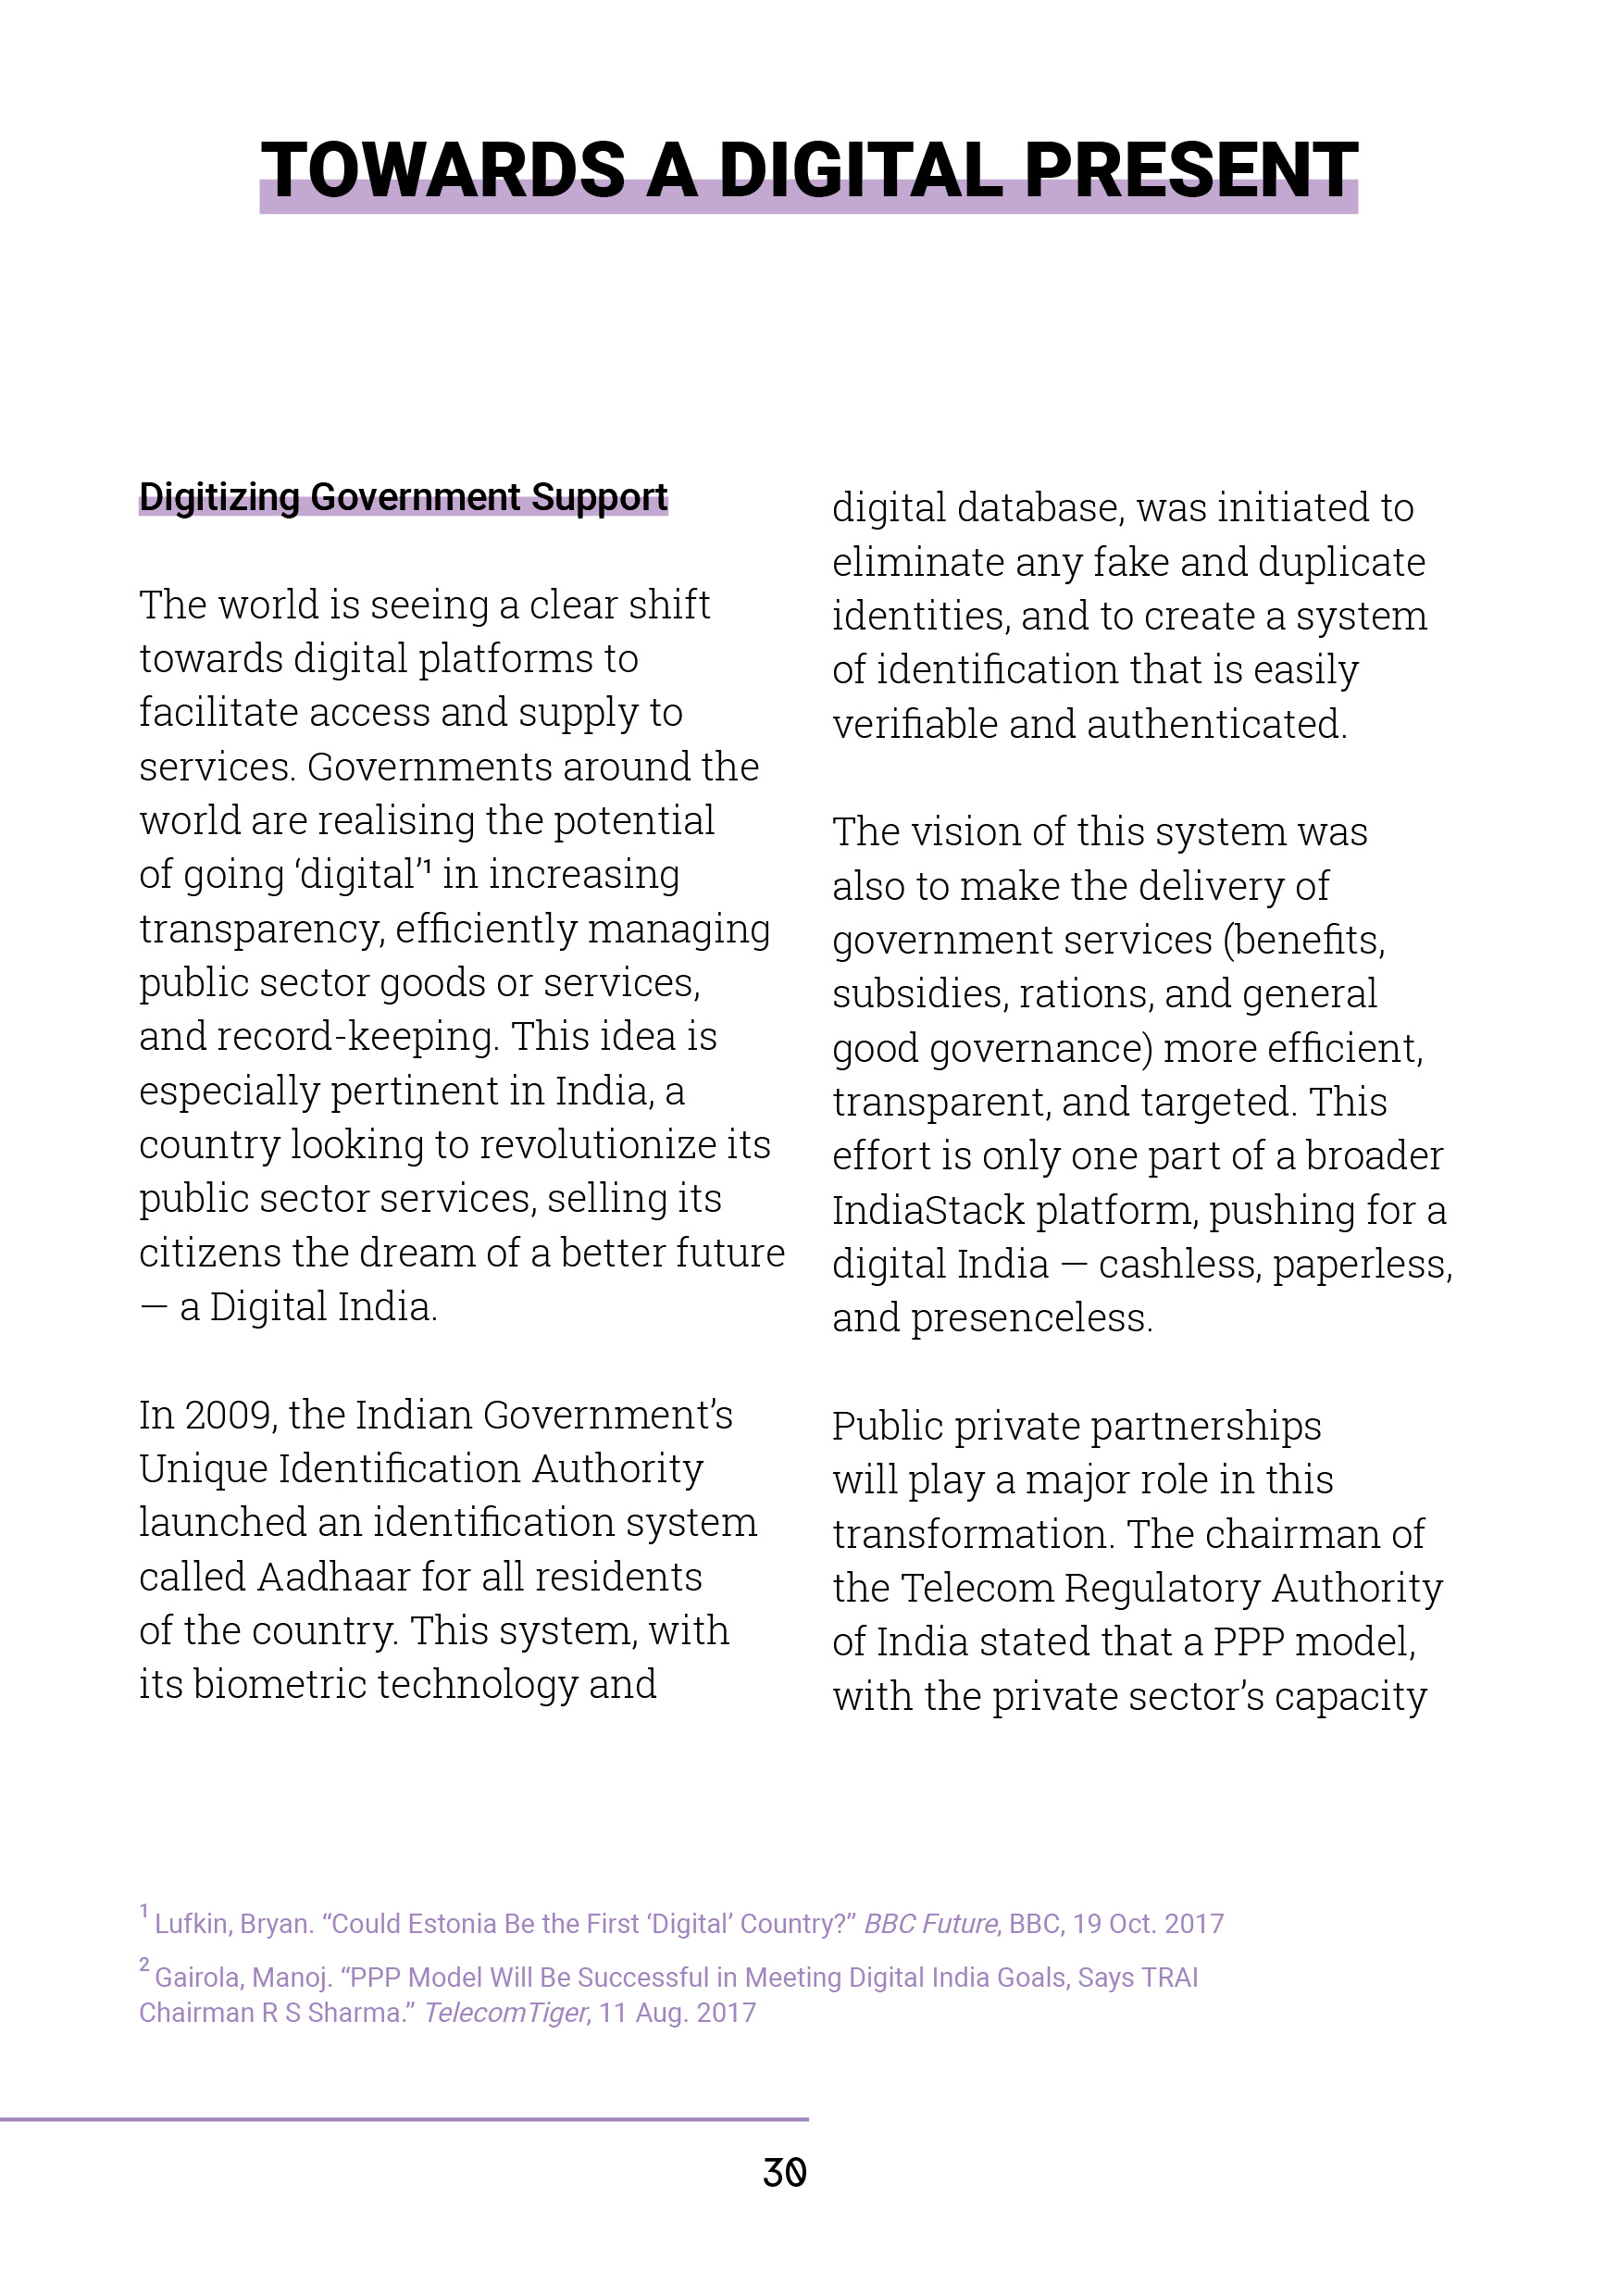 TOWARDS A DIGITAL PRESENT
Digitizing Government Support
The world is seeing a clear shift
towards digital platforms to
facilitate access and supply to
services. Governments around the
world are realising the potential
of going ‘digital’¹ in increasing
transparency, efficiently managing
public sector goods or services,
and record-keeping. This idea is
especially pertinent in India, a
country looking to revolutionize its
public sector services, selling its
citizens the dream of a better future
— a Digital India.
In 2009, the Indian Government’s
Unique Identification Authority
launched an identification system
called Aadhaar for all residents
of the country. This system, with
its biometric technology and
digital database, was initiated to
eliminate any fake and duplicate
identities, and to create a system
of identification that is easily
verifiable and authenticated.
The vision of this system was
also to make the delivery of
government services (benefits,
subsidies, rations, and general
good governance) more efficient,
transparent, and targeted. This
effort is only one part of a broader
IndiaStack platform, pushing for a
digital India — cashless, paperless,
and presenceless.
Public private partnerships
will play a major role in this
transformation. The chairman of
the Telecom Regulatory Authority
of India stated that a PPP model,
with the private sector’s capacity
¹ Lufkin, Bryan. “Could Estonia Be the First ‘Digital’ Country?” BBC Future, BBC, 19 Oct. 2017
² Gairola, Manoj. “PPP Model Will Be Successful in Meeting Digital India Goals, Says TRAI
Chairman R S Sharma.” TelecomTiger, 11 Aug. 2017
30